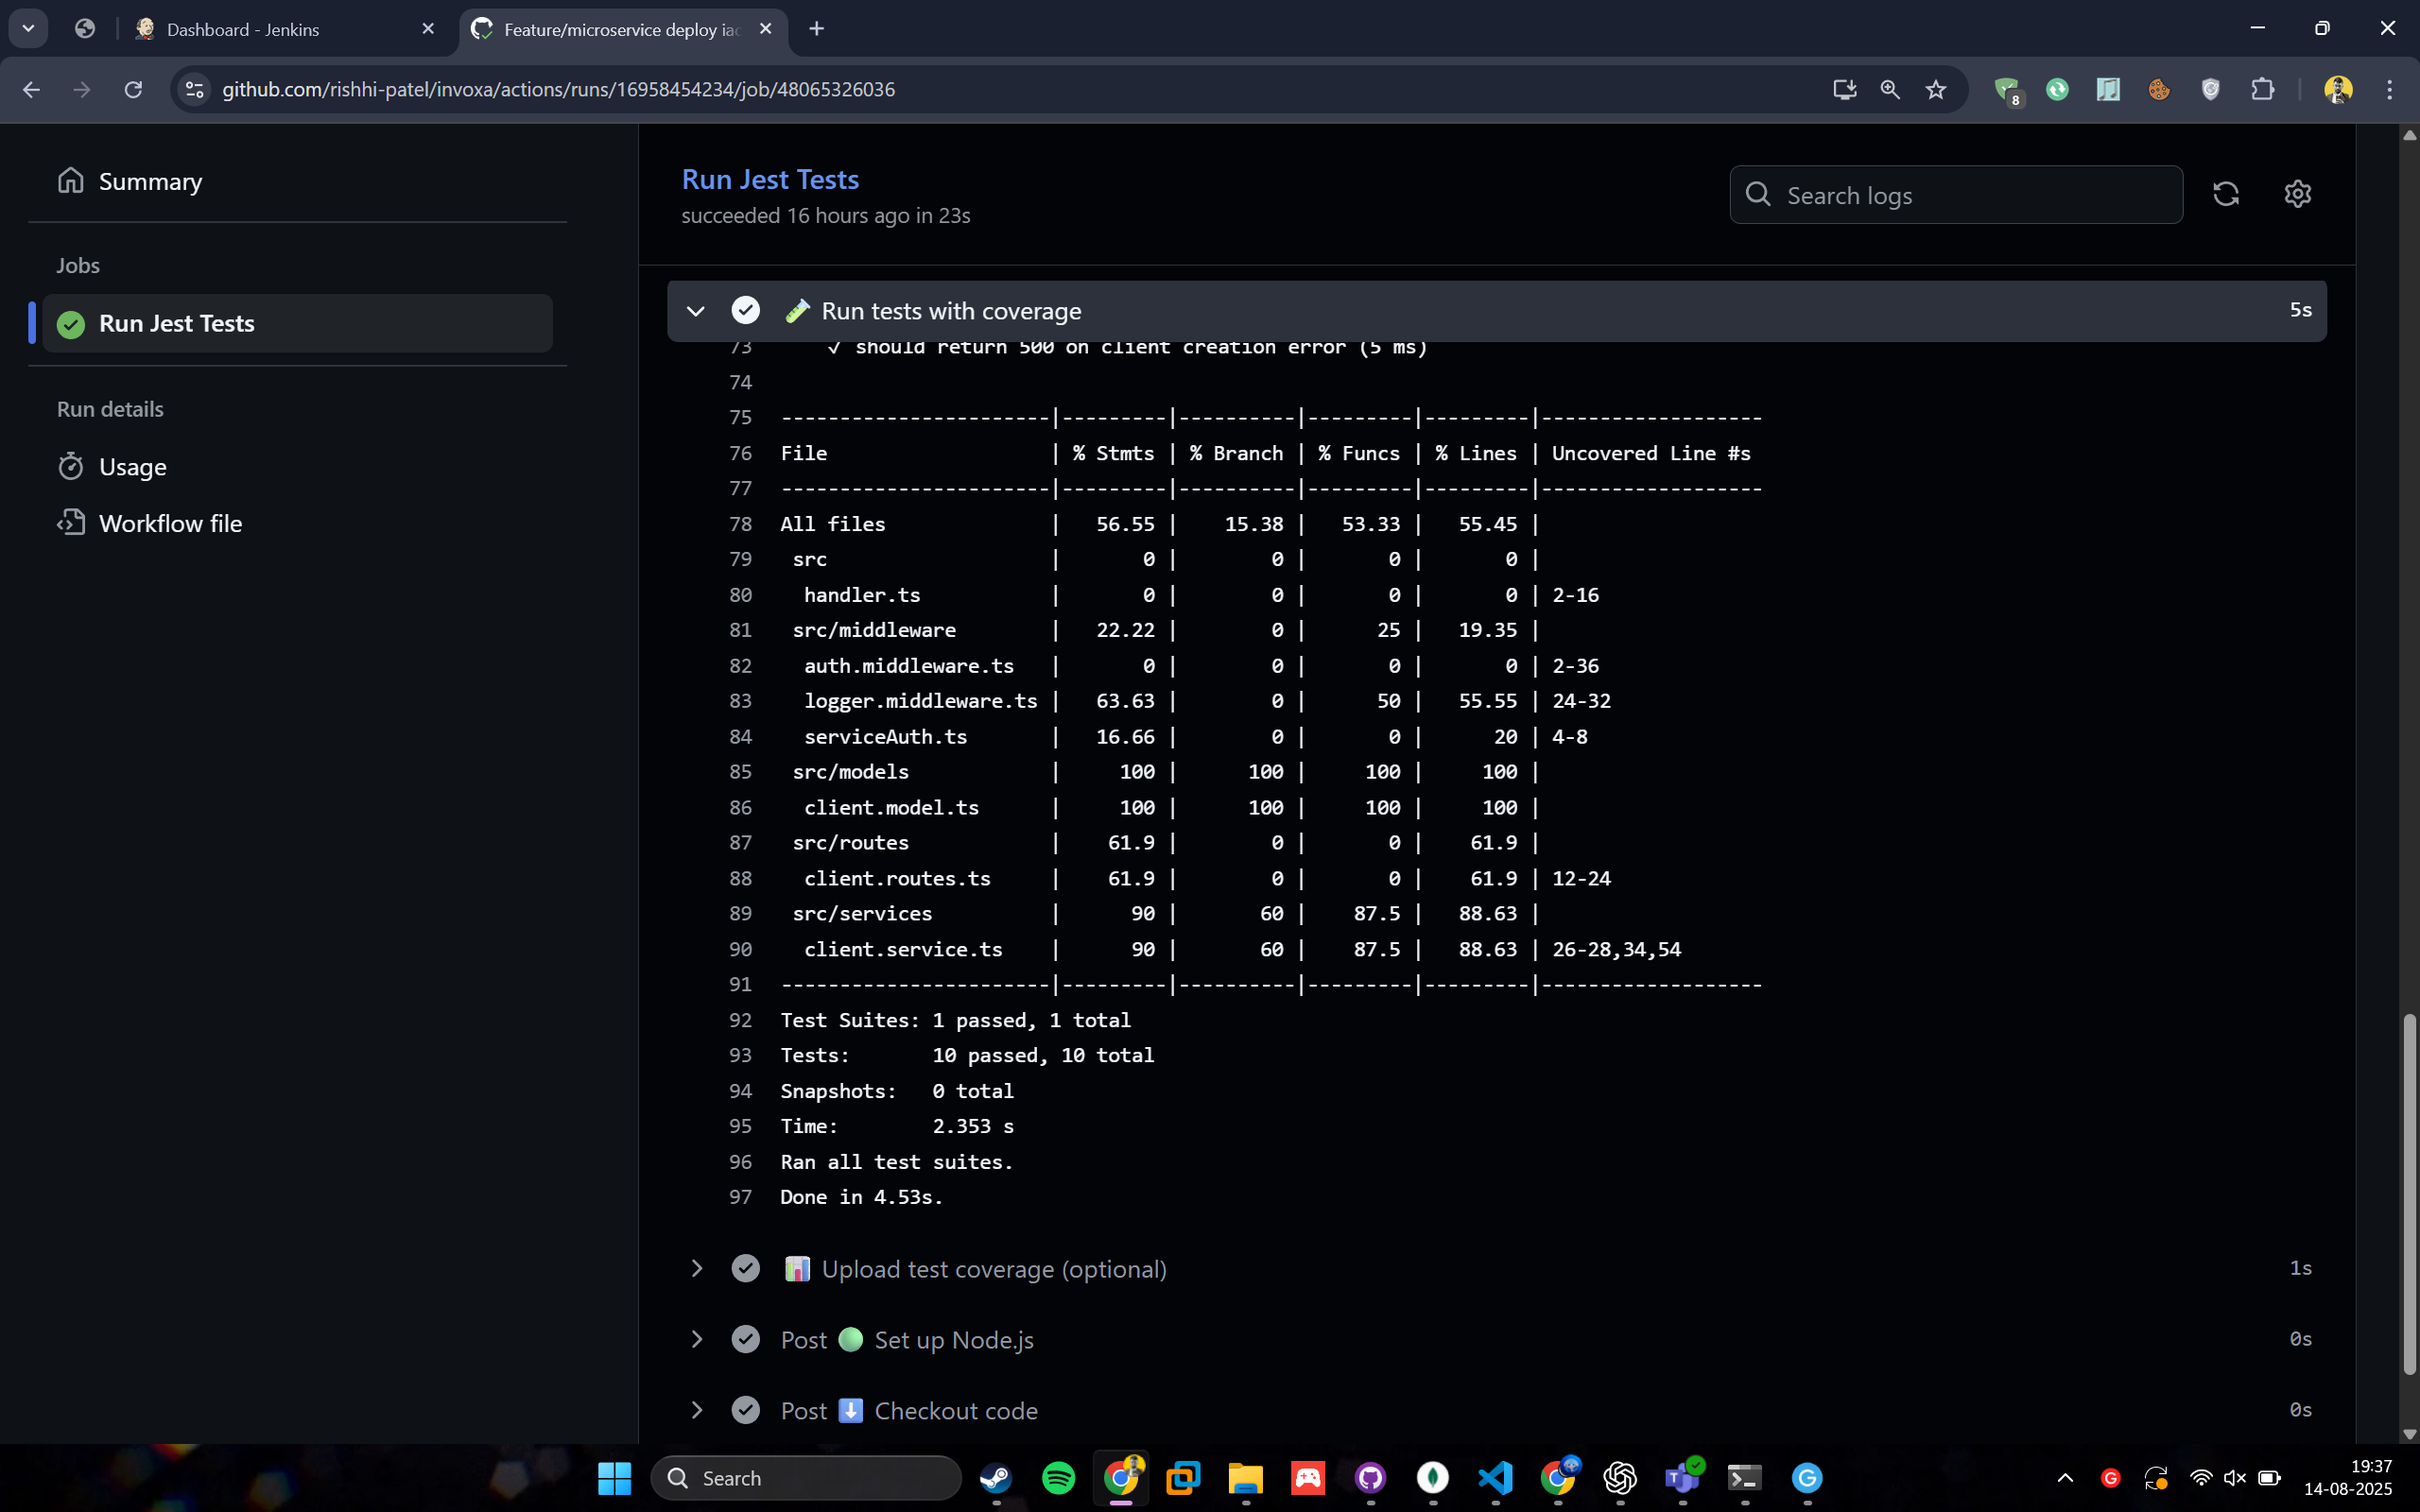 Dashboard - Jenkins
Feature/microservice deploy iac
github.com/rishhi-patel/invoxa/actions/runs/16958454234/job/48065326036
8
Summary
Jobs
Run Jest Tests
Run details
Usage
Workflow file
Run Jest Tests
succeeded 16 hours ago in 23s
Search logs
Run tests with coverage 5s
73 ✓ should return 500 on client creation error (5 ms)
74
75 -----------------------|---------|----------|---------|---------|-------------------
76 File | % Stmts | % Branch | % Funcs | % Lines | Uncovered Line #s
77 -----------------------|---------|----------|---------|---------|-------------------
78 All files | 56.55 | 15.38 | 53.33 | 55.45 |
79 src | 0 | 0 | 0 | 0 |
80 handler.ts | 0 | 0 | 0 | 0 | 2-16
81 src/middleware | 22.22 | 0 | 25 | 19.35 |
82 auth.middleware.ts | 0 | 0 | 0 | 0 | 2-36
83 logger.middleware.ts | 63.63 | 0 | 50 | 55.55 | 24-32
84 serviceAuth.ts | 16.66 | 0 | 0 | 20 | 4-8
85 src/models | 100 | 100 | 100 | 100 |
86 client.model.ts | 100 | 100 | 100 | 100 |
87 src/routes | 61.9 | 0 | 0 | 61.9 |
88 client.routes.ts | 61.9 | 0 | 0 | 61.9 | 12-24
89 src/services | 90 | 60 | 87.5 | 88.63 |
90 client.service.ts | 90 | 60 | 87.5 | 88.63 | 26-28,34,54
91 -----------------------|---------|----------|---------|---------|-------------------
92 Test Suites: 1 passed, 1 total
93 Tests: 10 passed, 10 total
94 Snapshots: 0 total
95 Time: 2.353 s
96 Ran all test suites.
97 Done in 4.53s.
Upload test coverage (optional) 1s
Post Set up Node.js 0s
Post Checkout code 0s
Search
19:37
14-08-2025